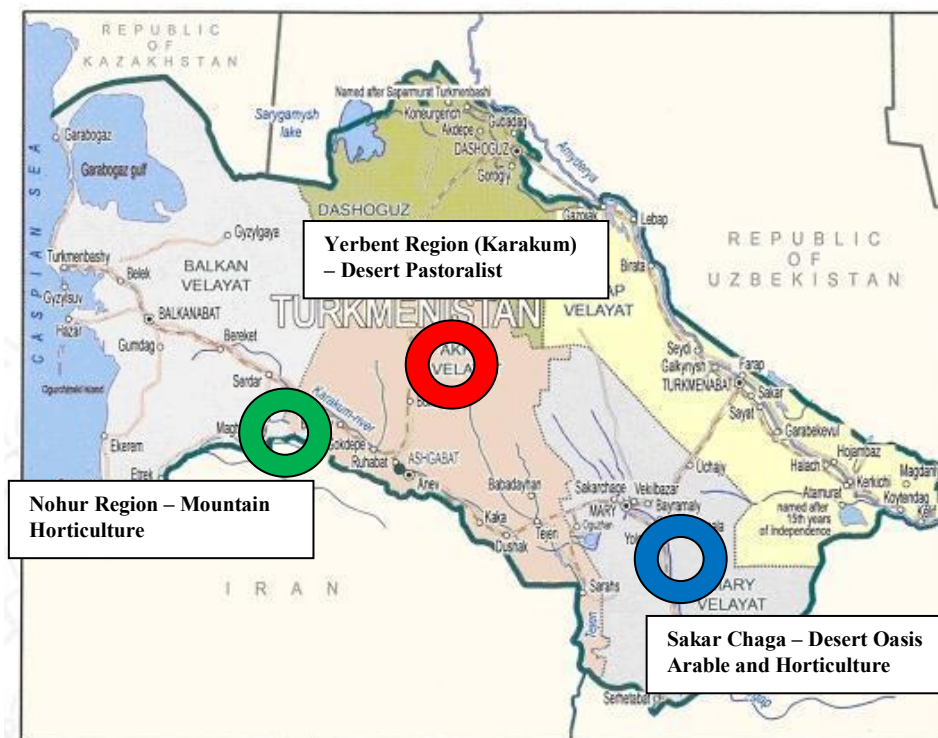 REPUBLIC
OF
KAZAKHSTAN
Sarygamysh
lake
Named after Saparmurat Turkmenbashi
Koneurgench
Gubadag
Akdepe
DASHOGUZ
Gorogly
Amyderya
Garabogaz
Garabogaz gulf
CASPIAN SEA
DASHOGUZ
Gazojak
Lebap
Gyzylgaya
Yerbent Region (Karakum)
– Desert Pastoralist
REPUBLIC
OF
UZBEKISTAN
Birata
Turkmenbashy
Belek
BALKAN
VELAYAT
Gyzylsuv
BALKANABAT
TURKMENISTAN
VELAYAT
Hazar
Bereket
Gumdag
Seydi
Farap
Galkynysh
TURKMENABAT
Ogurchinski island
Serdar
VELAYAT
Sakar
Sayat
Karakum-river
Garabekevul
Ekerem
Gokdepe
Ruhabat
ASHGABAT
Uchajy
Hojambaz
Halach
Kerkichi
Magdanly
Etrek
Anev
Babadayhan
Sakarchage
Vekilbazar
MARY
Bayramaly
Atamurat
Koytendag
named after
15th years
of Independence
Nohur Region – Mountain
Horticulture
Kaka
Tejen
Oguzhan
Dushak
IRAN
Sarahs
MARY
VELAYAT
Tejen
Sakar Chaga – Desert Oasis
Arable and Horticulture
Serhetabat